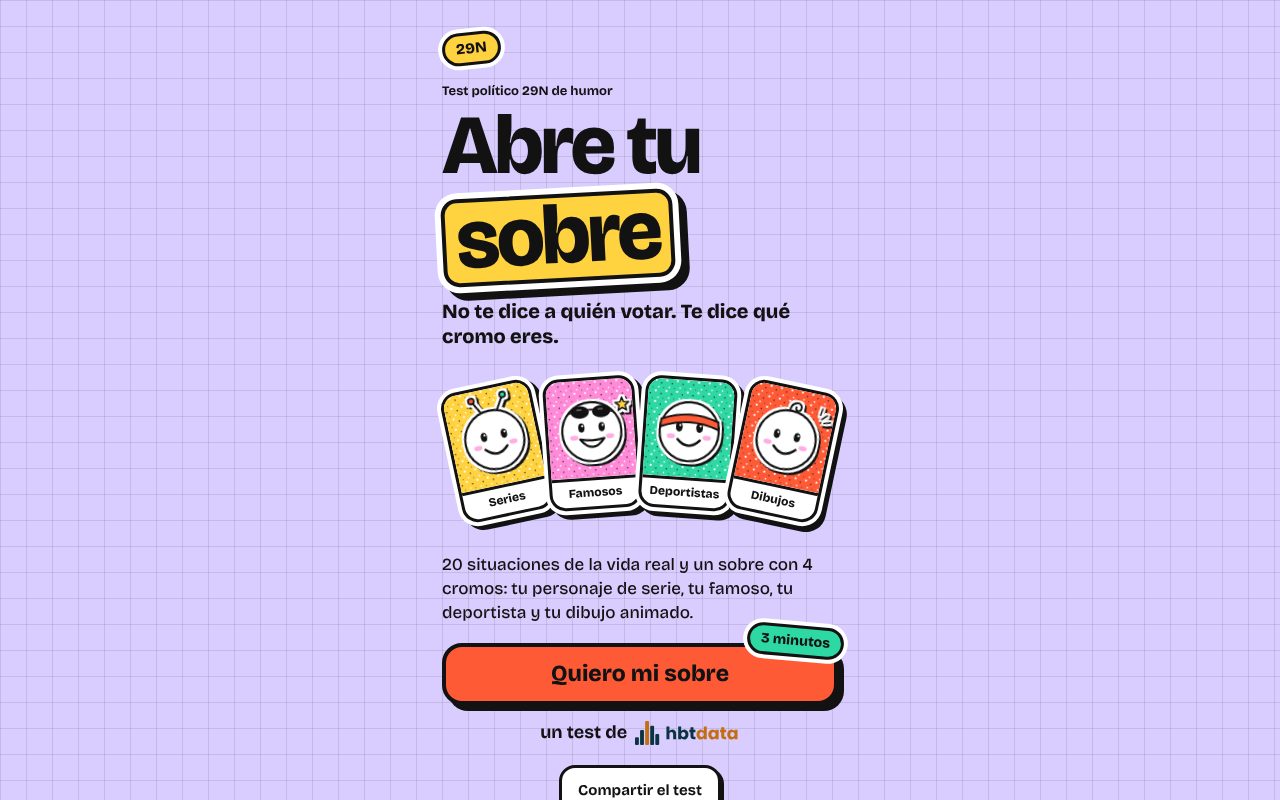 29N
Test político 29N de humor
Abre tu
sobre
No te dice a quién votar. Te dice qué
cromo eres.
Series
Famosos
Deportistas
Dibujos
20 situaciones de la vida real y un sobre con 4
cromos: tu personaje de serie, tu famoso, tu
deportista y tu dibujo animado.
3 minutos
Quiero mi sobre
un test de hbtdata
Compartir el test